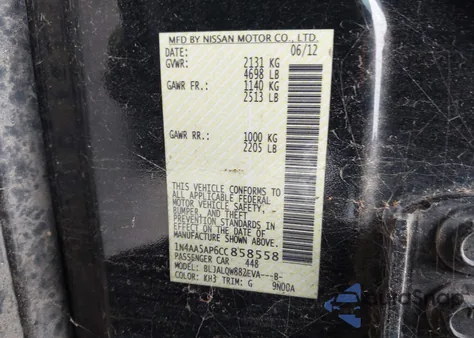 MFD BY NISSAN MOTOR CO., LTD.
DATE: 06/12
GVWR: 2131 KG
4698 LB
GAWR FR.: 1140 KG
2513 LB
GAWR RR.: 1000 KG
2205 LB
THIS VEHICLE CONFORMS TO
ALL APPLICABLE FEDERAL
MOTOR VEHICLE SAFETY,
BUMPER, AND THEFT
PREVENTION STANDARDS IN
EFFECT ON THE DATE OF
MANUFACTURE SHOWN ABOVE.
1N4AA5AP6CC858558
PASSENGER CAR 448
MODEL: BLJALQW882EVA---B-
COLOR: KH3 TRIM: G 9N00A
AutoSnap